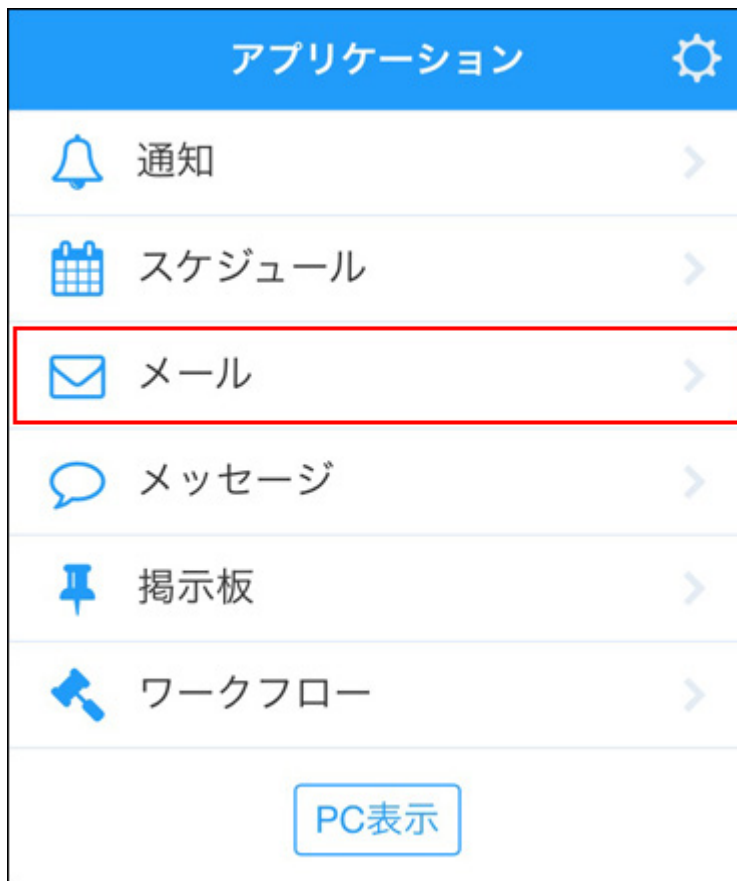 アプリケーション
通知
スケジュール
メール
メッセージ
掲示板
ワークフロー
PC表示